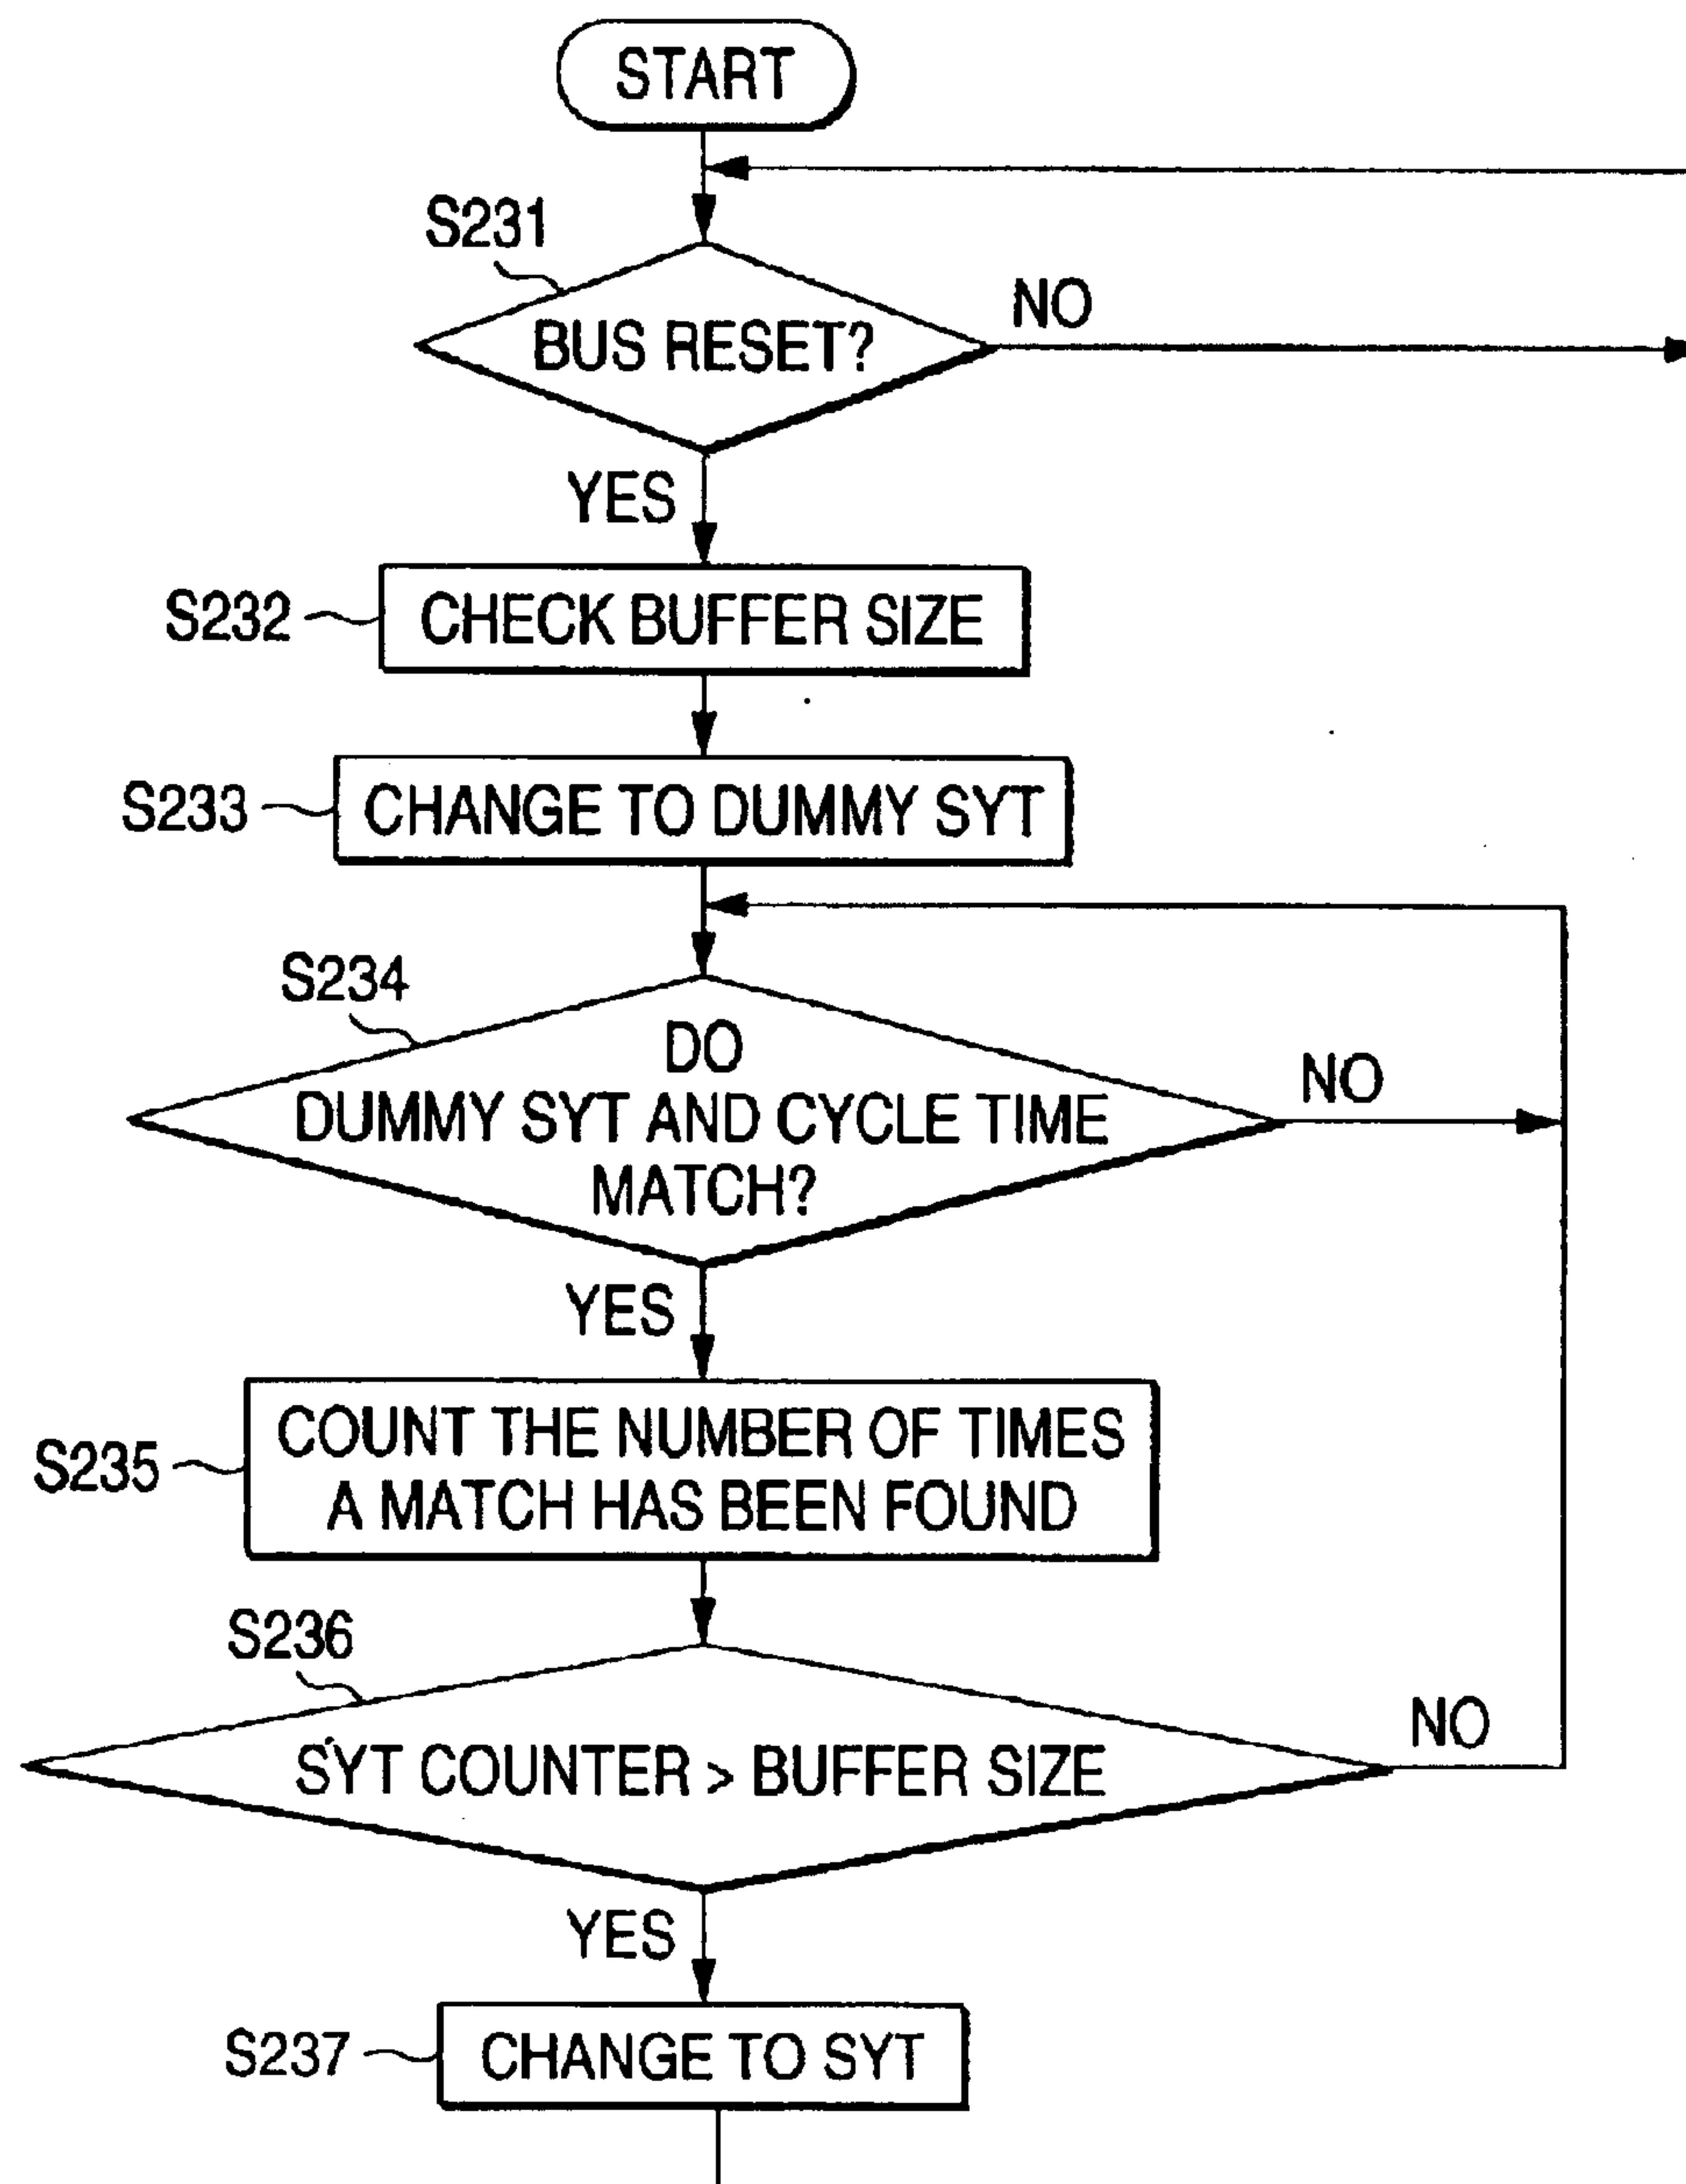 START
S231
BUS RESET?
NO
YES
S232
CHECK BUFFER SIZE
S233
CHANGE TO DUMMY SYT
S234
DO
DUMMY SYT AND CYCLE TIME
MATCH?
NO
YES
S235
COUNT THE NUMBER OF TIMES
A MATCH HAS BEEN FOUND
S236
SYT COUNTER > BUFFER SIZE
NO
YES
S237
CHANGE TO SYT